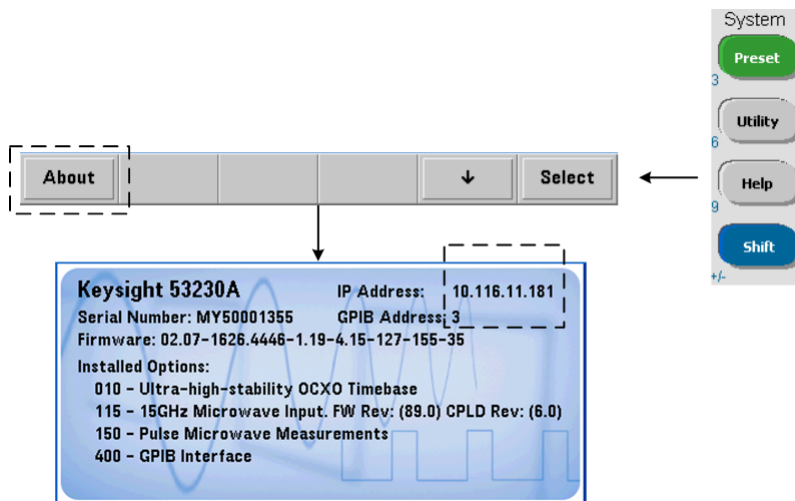 System
Preset
3
Utility
6
Help
9
Shift
+/-
About
↓
Select
Keysight 53230A
IP Address: 10.116.11.181
Serial Number: MY50001355
GPIB Address: 3
Firmware: 02.07-1626.4446-1.19-4.15-127-155-35
Installed Options:
010 - Ultra-high-stability OCXO Timebase
115 - 15GHz Microwave Input. FW Rev: (89.0) CPLD Rev: (6.0)
150 - Pulse Microwave Measurements
400 - GPIB Interface